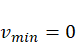 v_min = 0